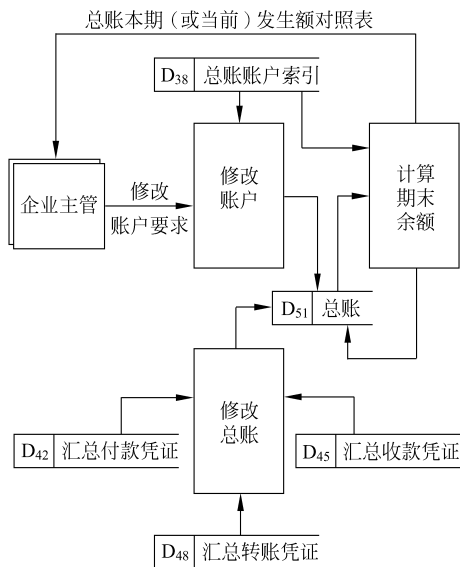 总账本期（或当前）发生额对照表
D38 总账账户索引
企业主管
修改
账户要求
修改
账户
计算
期末
余额
D51 总账
修改
总账
D42 汇总付款凭证
D45 汇总收款凭证
D48 汇总转账凭证